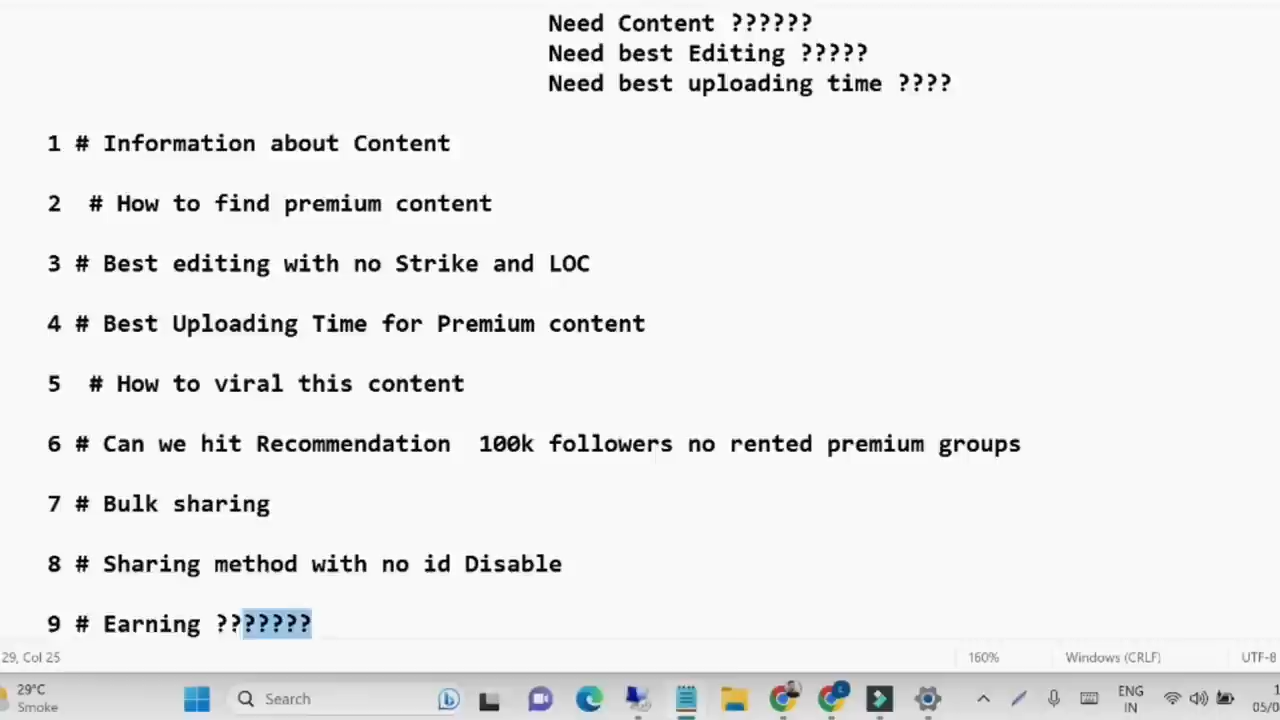 Need Content ??????
Need best Editing ?????
Need best uploading time ????
1 # Information about Content
2  # How to find premium content
3 # Best editing with no Strike and LOC
4 # Best Uploading Time for Premium content
5  # How to viral this content
6 # Can we hit Recommendation  100k followers no rented premium groups
7 # Bulk sharing
8 # Sharing method with no id Disable
9 # Earning ???????
29, Col 25
160%
Windows (CRLF)
UTF-8
29°C
Smoke
Search
ENG
IN
1
05/0